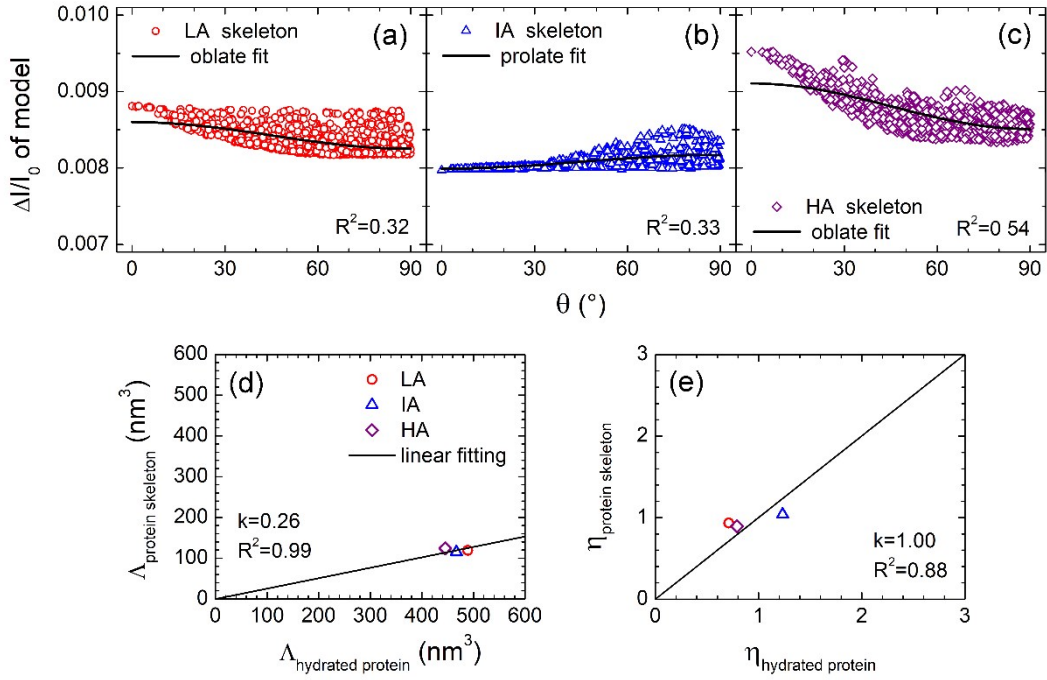 0.010
0.009
0.008
0.007
ΔI/I0 of model
LA skeleton
oblate fit
(a)
R2=0.32
IA skeleton
prolate fit
(b)
R2=0.33
(c)
HA skeleton
oblate fit
R2=0 54
0 30 60 90 0 30 60 90 0 30 60 90
θ (°)
600
500
400
300
200
100
0
Λprotein skeleton (nm3)
(d)
LA
IA
HA
linear fitting
k=0.26
R2=0.99
0 100 200 300 400 500 600
Λhydrated protein (nm3)
3
2
1
0
ηprotein skeleton
(e)
k=1.00
R2=0.88
0 1 2 3
ηhydrated protein